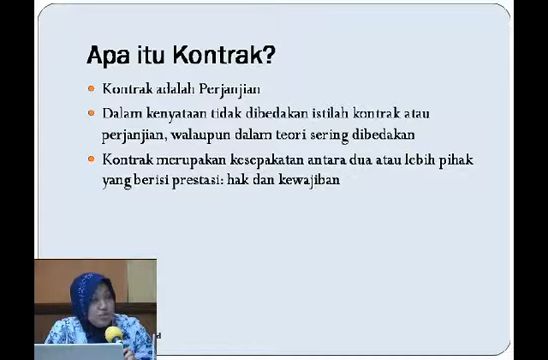 Apa itu Kontrak?
Kontrak adalah Perjanjian
Dalam kenyataan tidak dibedakan istilah kontrak atau
perjanjian, walaupun dalam teori sering dibedakan
Kontrak merupakan kesepakatan antara dua atau lebih pihak
yang berisi prestasi: hak dan kewajiban